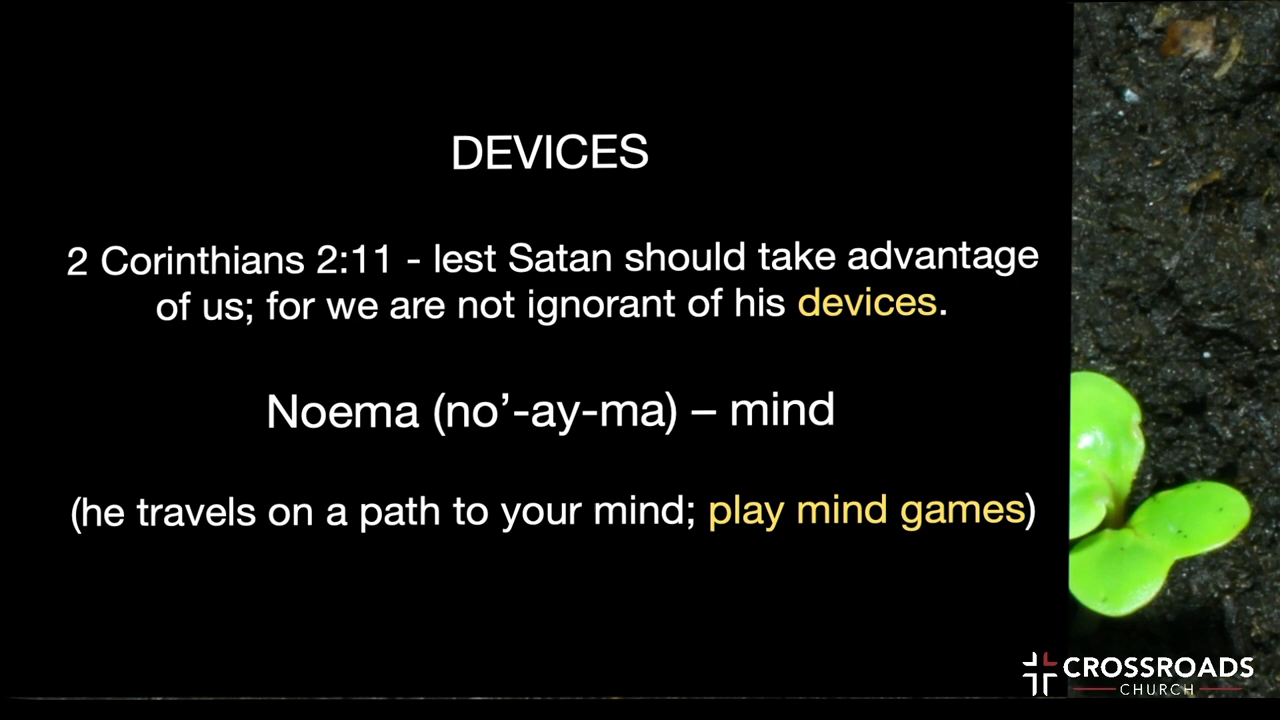 DEVICES
2 Corinthians 2:11 - lest Satan should take advantage
of us; for we are not ignorant of his devices.
Noema (no’-ay-ma) – mind
(he travels on a path to your mind; play mind games)
CROSSROADS
CHURCH